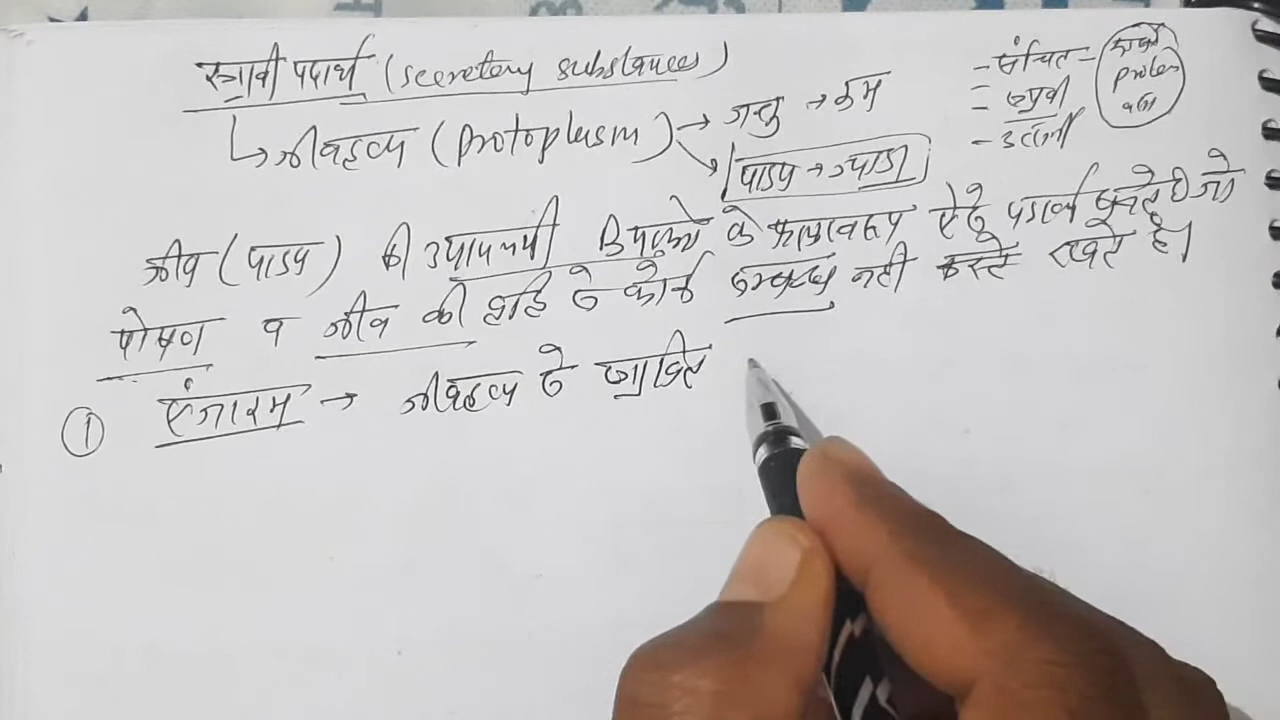 स्त्रावी पदार्थ (secretory substances)
↳ जीवद्रव्य (Protoplasm) → जन्तु → कम
→ पादप → ज्यादा
- संचित - कार्बो protein वसा
= स्त्रावी
- उत्सर्जी
जीव (पादप) की उपापचयी क्रियाओं के फलस्वरूप ऐसे पदार्थ बनते है जो
पोषण व जीव की वृद्धि से कोई सम्बन्ध नही करते रखते है।
① एंजाइम → जीवद्रव्य से स्त्रावित